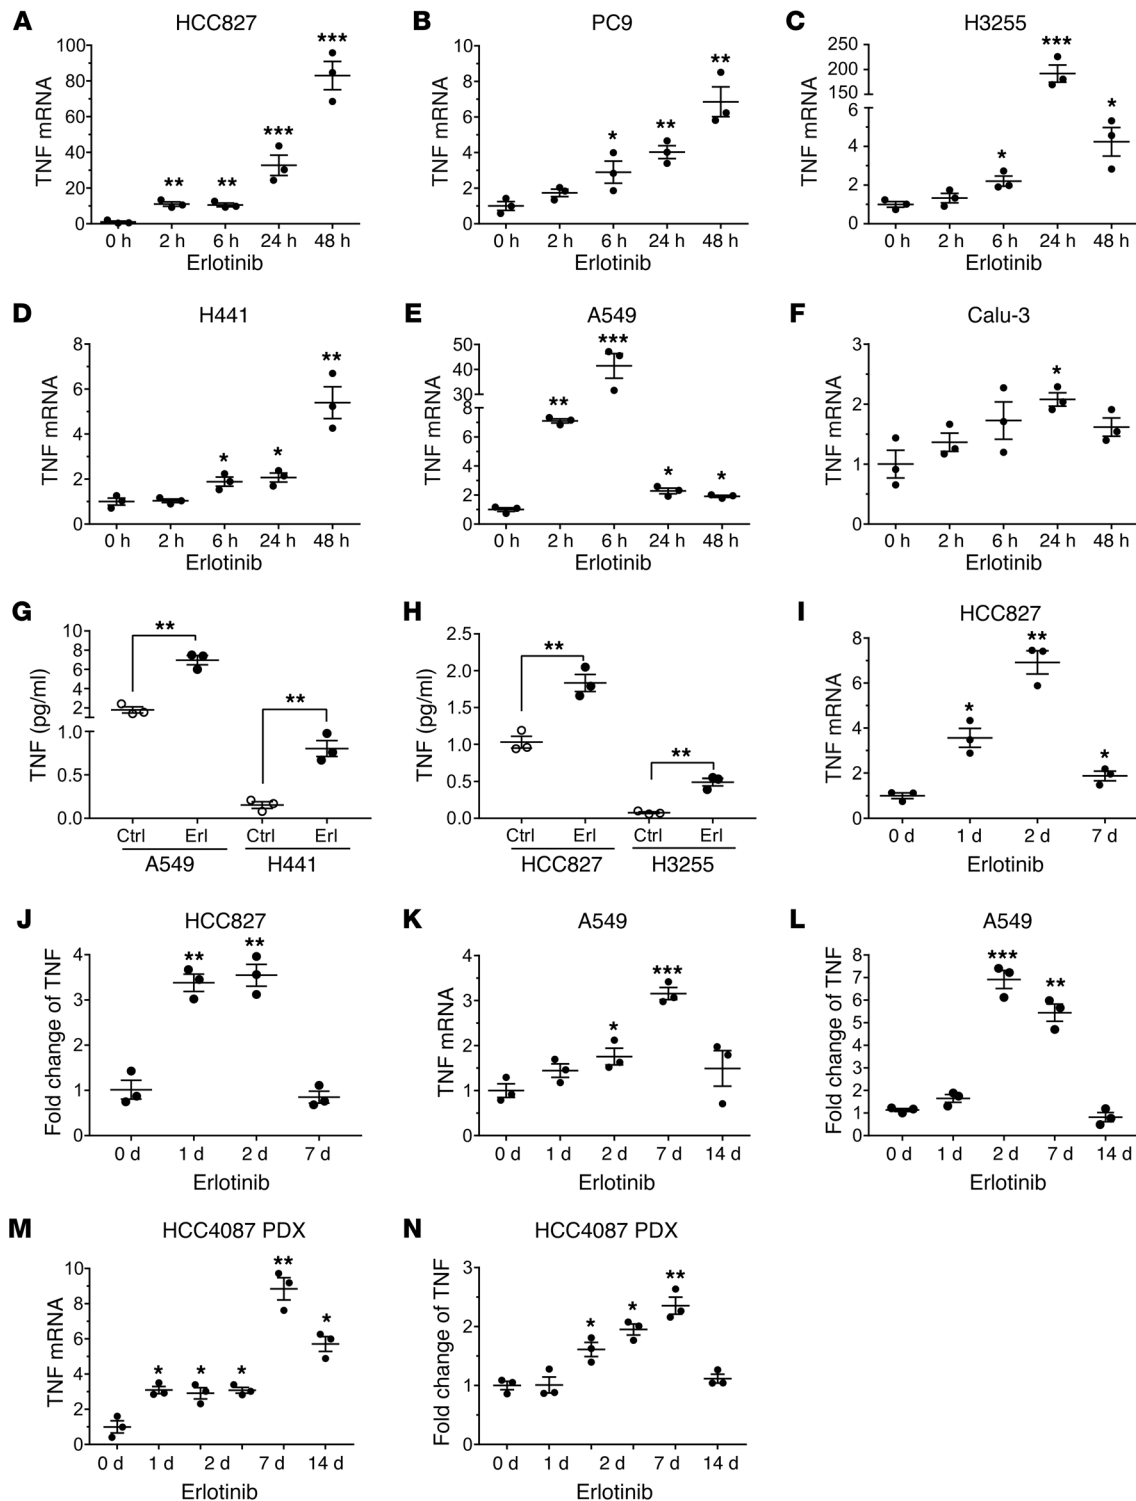 A HCC827
TNF mRNA
***
***
** **
100
80
60
40
20
0
0 h 2 h 6 h 24 h 48 h
Erlotinib
B PC9
TNF mRNA
**
**
*
10
8
6
4
2
0
0 h 2 h 6 h 24 h 48 h
Erlotinib
C H3255
TNF mRNA
***
*
*
250
200
150
6
4
2
0
0 h 2 h 6 h 24 h 48 h
Erlotinib
D H441
TNF mRNA
**
* *
8
6
4
2
0
0 h 2 h 6 h 24 h 48 h
Erlotinib
E A549
TNF mRNA
***
**
* *
50
40
30
8
6
4
2
0
0 h 2 h 6 h 24 h 48 h
Erlotinib
F Calu-3
TNF mRNA
*
3
2
1
0
0 h 2 h 6 h 24 h 48 h
Erlotinib
G
TNF (pg/ml)
**
**
10
8
6
4
2
1.0
0.5
0.0
Ctrl Erl Ctrl Erl
A549 H441
H
TNF (pg/ml)
**
**
2.5
2.0
1.5
1.0
0.5
0.0
Ctrl Erl Ctrl Erl
HCC827 H3255
I HCC827
TNF mRNA
**
*
*
8
6
4
2
0
0 d 1 d 2 d 7 d
Erlotinib
J HCC827
Fold change of TNF
** **
4
3
2
1
0
0 d 1 d 2 d 7 d
Erlotinib
K A549
TNF mRNA
***
*
4
3
2
1
0
0 d 1 d 2 d 7 d 14 d
Erlotinib
L A549
Fold change of TNF
***
**
8
7
6
5
4
3
2
1
0
0 d 1 d 2 d 7 d 14 d
Erlotinib
M HCC4087 PDX
TNF mRNA
**
*
* * *
10
8
6
4
2
0
0 d 1 d 2 d 7 d 14 d
Erlotinib
N HCC4087 PDX
Fold change of TNF
**
*
*
3
2
1
0
0 d 1 d 2 d 7 d 14 d
Erlotinib